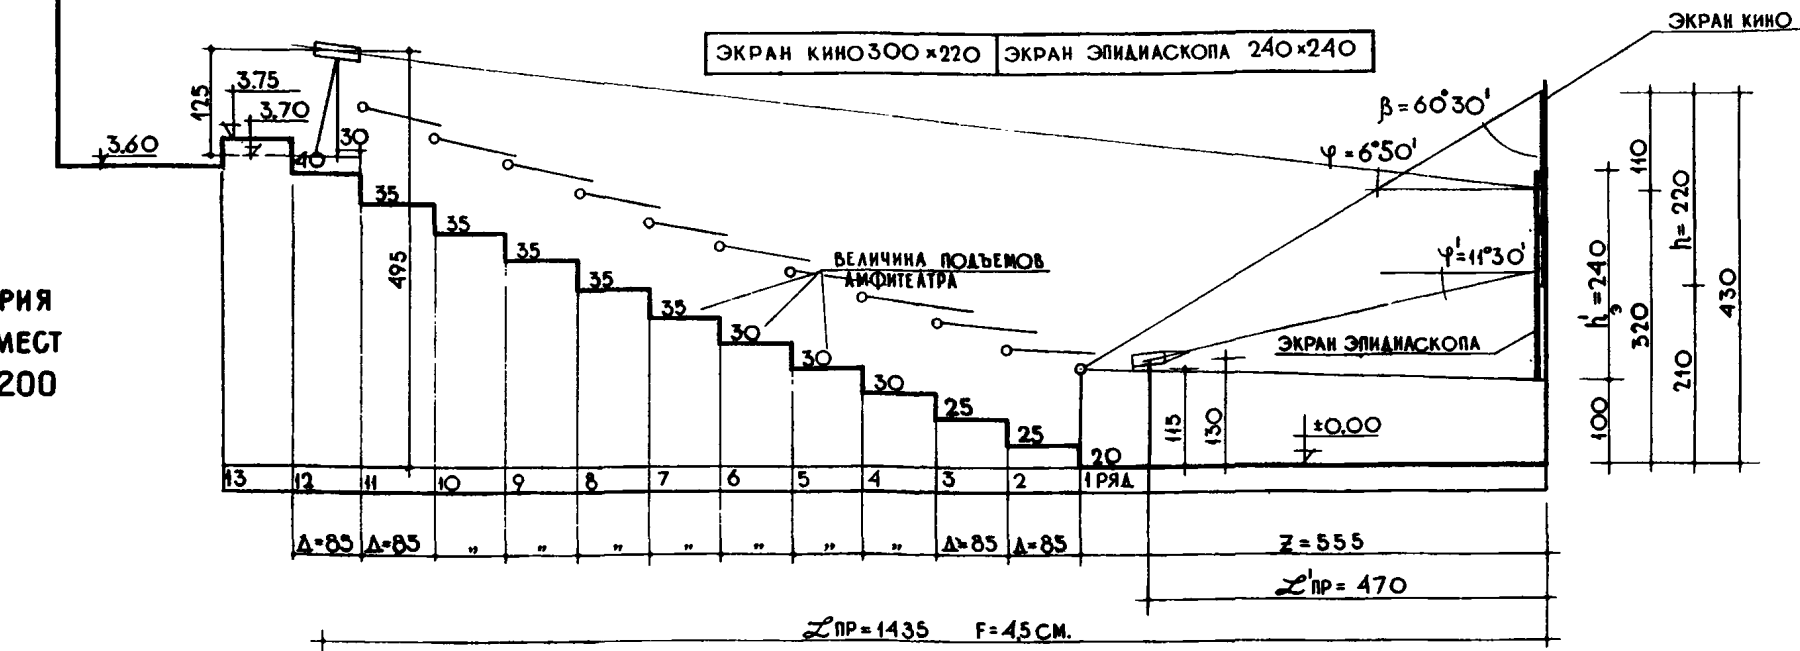 ЭКРАН КИНО
ЭКРАН КИНО 300×220 ЭКРАН ЭПИДИАСКОПА 240×240
125
3.75
3.70
3.60
30
40
β=60°30'
φ=6°50'
110
h=220
35
35
35
35
35
495
ВЕЛИЧИНА ПОДЪЕМОВ
АМФИТЕАТРА
φ'=11°30'
h'э=240
320
430
210
100
РИЯ
МЕСТ
200
30
30
30
25
25
20
ЭКРАН ЭПИДИАСКОПА
115
130
±0.00
13 12 11 10 9 8 7 6 5 4 3 2 1 РЯД
Δ=85 Δ=85 „ „ „ „ „ „ „ Δ=85 Δ=85 Z=555
ℒ'ПР=470
ℒПР=1435 F=4,5 СМ.